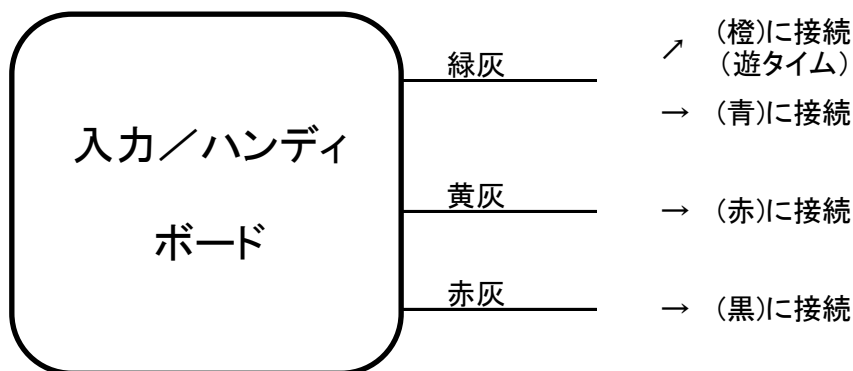 入力／ハンディ
ボード
緑灰
↗ (橙)に接続
(遊タイム)
→ (青)に接続
黄灰
→ (赤)に接続
赤灰
→ (黒)に接続